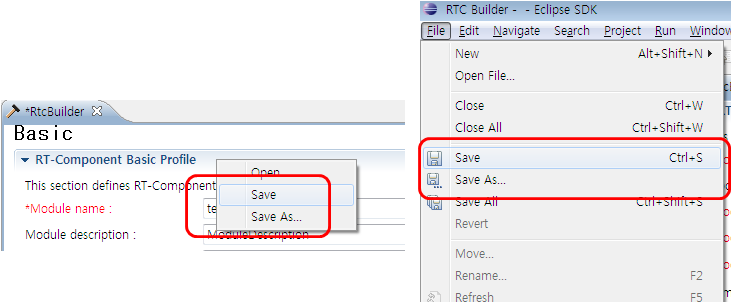 *RtcBuilder
Basic
RT-Component Basic Profile
This section defines RT-Component
*Module name :
te
Module description :
ModuleDescription
Open
Save
Save As...
RTC Builder - - Eclipse SDK
File Edit Navigate Search Project Run Window
New Alt+Shift+N
Open File...
Close Ctrl+W
Close All Ctrl+Shift+W
Save Ctrl+S
Save As...
Save All Ctrl+Shift+S
Revert
Move...
Rename... F2
Refresh F5